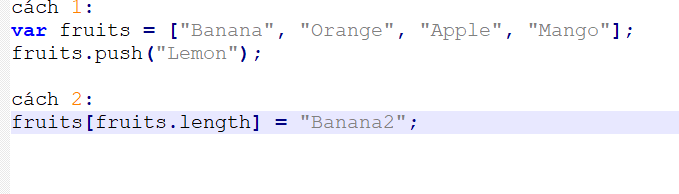 cách 1:
var fruits = ["Banana", "Orange", "Apple", "Mango"];
fruits.push("Lemon");
cách 2:
fruits[fruits.length] = "Banana2";